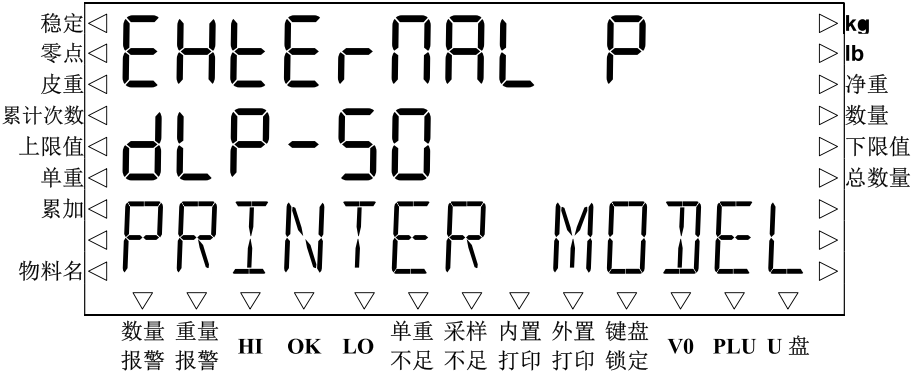 稳定
零点
皮重
累计次数
上限值
单重
累加
物料名
EXtErNAL P
dLP-50
PRINTER MODEL
kg
lb
净重
数量
下限值
总数量
数量报警 重量报警 HI OK LO 单重不足 采样不足 内置打印 外置打印 键盘锁定 V0 PLU U 盘